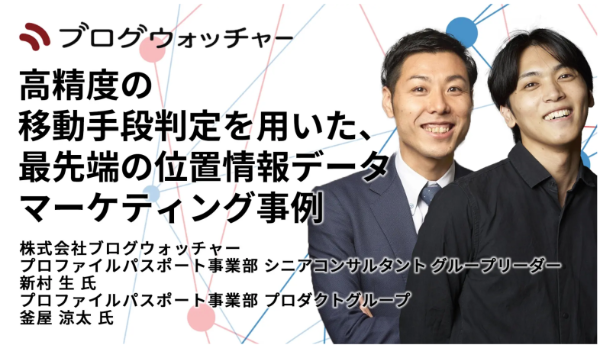 ブログウォッチャー
高精度の
移動手段判定を用いた、
最先端の位置情報データ
マーケティング事例
株式会社ブログウォッチャー
プロファイルパスポート事業部 シニアコンサルタント グループリーダー
新村 生 氏
プロファイルパスポート事業部 プロダクトグループ
釜屋 涼太 氏